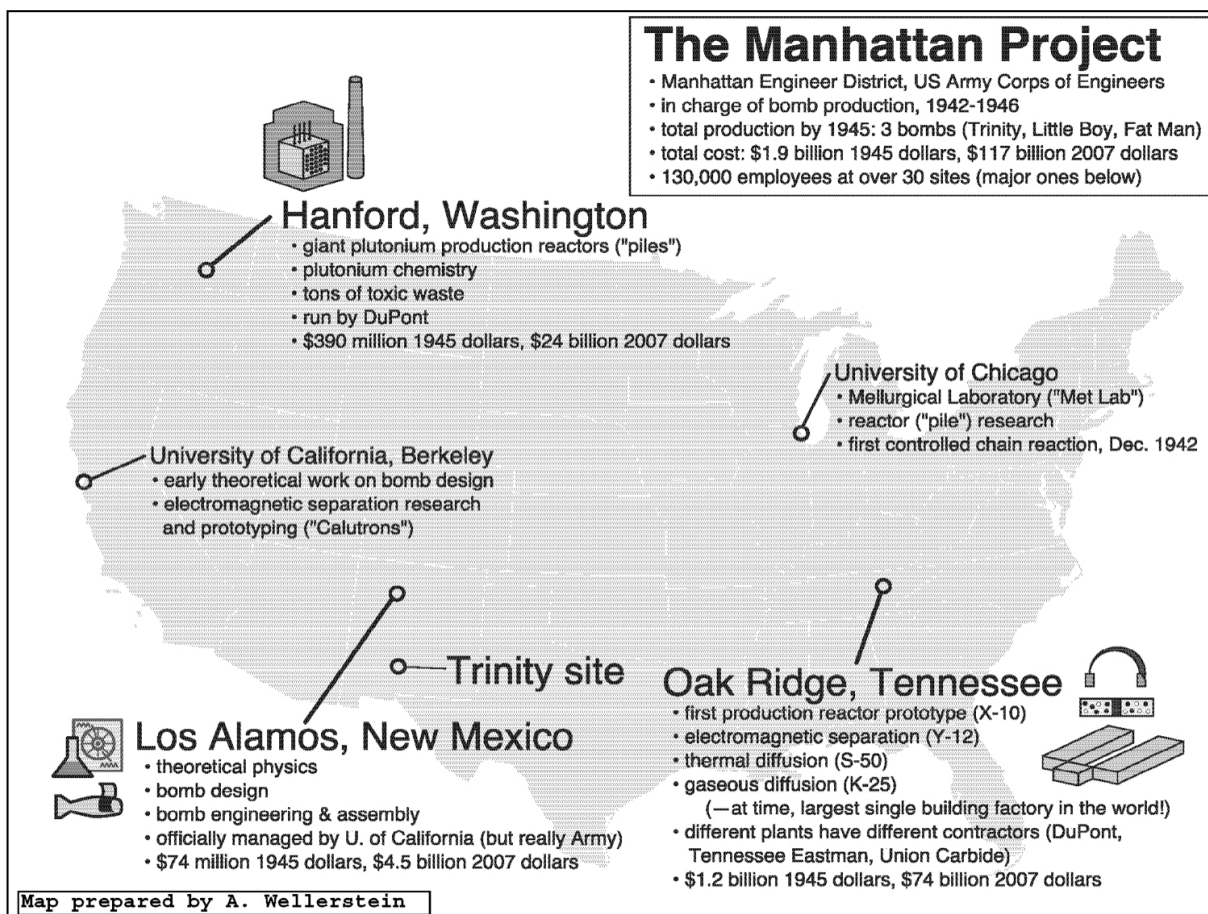 The Manhattan Project
• Manhattan Engineer District, US Army Corps of Engineers
• in charge of bomb production, 1942-1946
• total production by 1945: 3 bombs (Trinity, Little Boy, Fat Man)
• total cost: $1.9 billion 1945 dollars, $117 billion 2007 dollars
• 130,000 employees at over 30 sites (major ones below)
Hanford, Washington
• giant plutonium production reactors ("piles")
• plutonium chemistry
• tons of toxic waste
• run by DuPont
• $390 million 1945 dollars, $24 billion 2007 dollars
University of Chicago
• Mellurgical Laboratory ("Met Lab")
• reactor ("pile") research
• first controlled chain reaction, Dec. 1942
University of California, Berkeley
• early theoretical work on bomb design
• electromagnetic separation research
and prototyping ("Calutrons")
Trinity site
Los Alamos, New Mexico
• theoretical physics
• bomb design
• bomb engineering & assembly
• officially managed by U. of California (but really Army)
• $74 million 1945 dollars, $4.5 billion 2007 dollars
Oak Ridge, Tennessee
• first production reactor prototype (X-10)
• electromagnetic separation (Y-12)
• thermal diffusion (S-50)
• gaseous diffusion (K-25)
(—at time, largest single building factory in the world!)
• different plants have different contractors (DuPont,
Tennessee Eastman, Union Carbide)
• $1.2 billion 1945 dollars, $74 billion 2007 dollars
Map prepared by A. Wellerstein